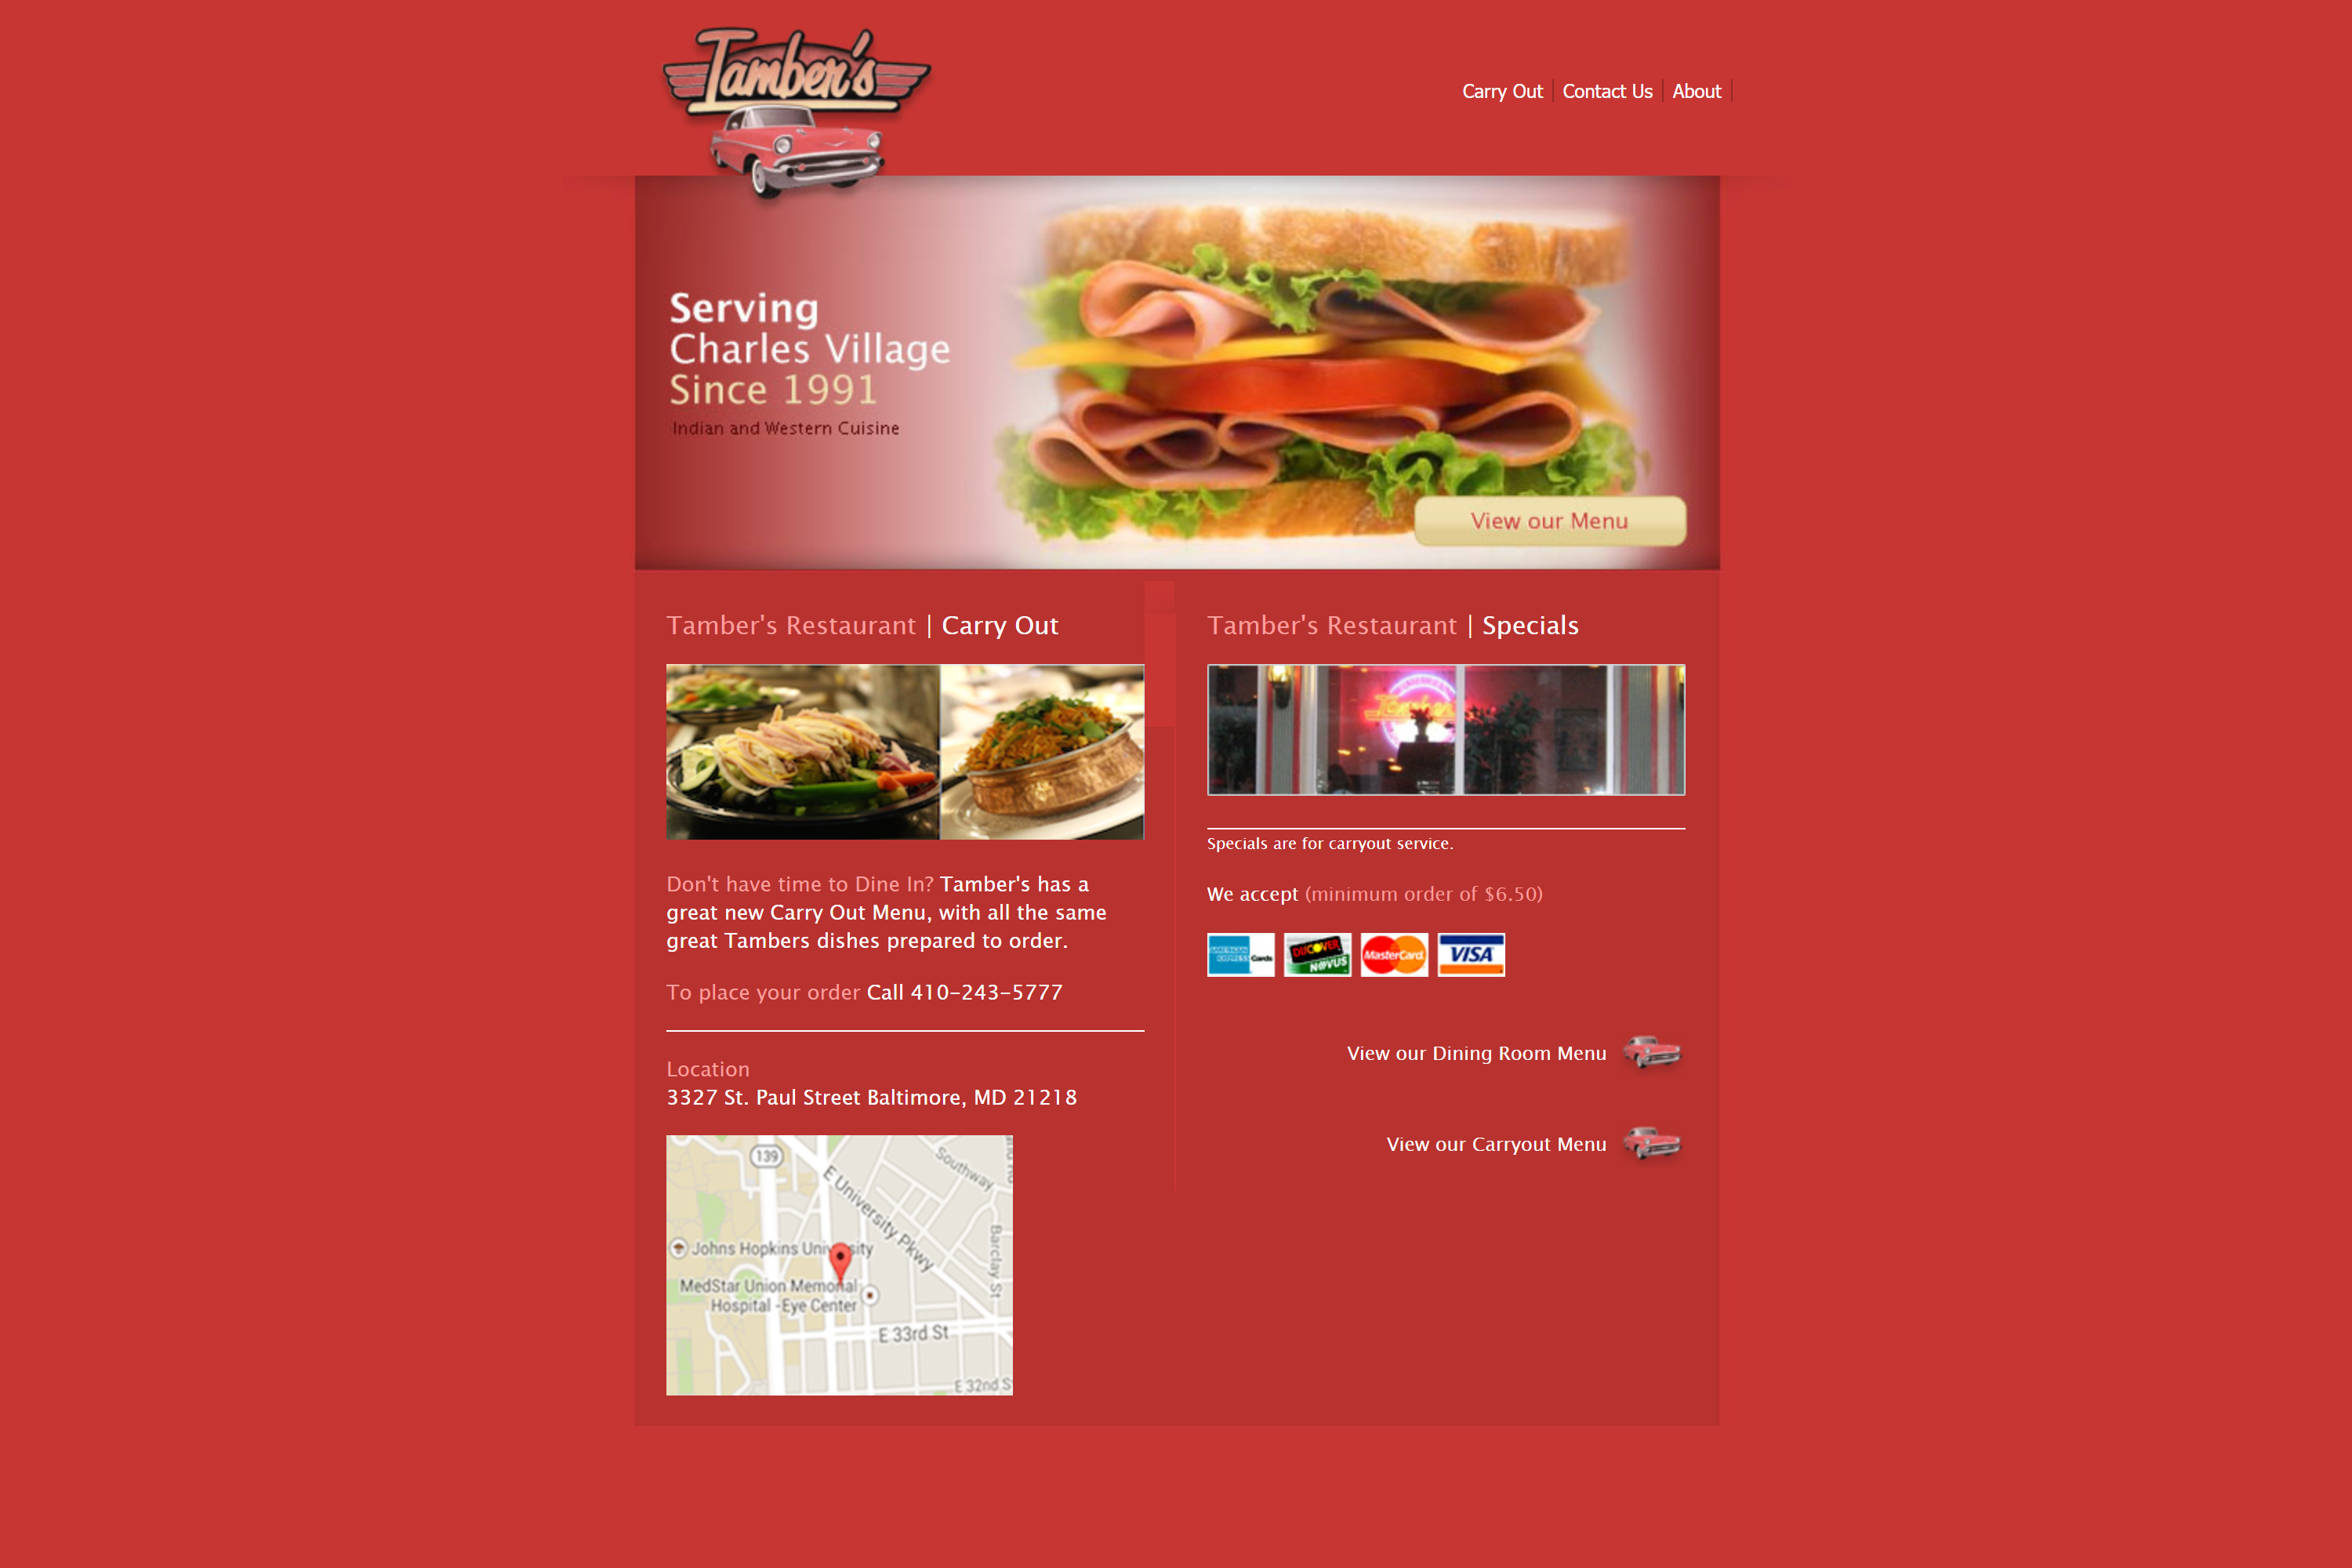 Tamber's
Carry Out
Contact Us
About
Serving
Charles Village
Since 1991
Indian and Western Cuisine
View our Menu
Tamber's Restaurant | Carry Out
Don't have time to Dine In? Tamber's has a
great new Carry Out Menu, with all the same
great Tambers dishes prepared to order.
To place your order Call 410-243-5777
Location
3327 St. Paul Street Baltimore, MD 21218
139
Southway
E University Pkwy
Barclay St
Johns Hopkins University
MedStar Union Memorial
Hospital - Eye Center
E 33rd St
E 32nd S
Tamber's Restaurant | Specials
Specials are for carryout service.
We accept (minimum order of $6.50)
AMERICAN EXPRESS Cards
DISCOVER NOVUS
MasterCard
VISA
View our Dining Room Menu
View our Carryout Menu